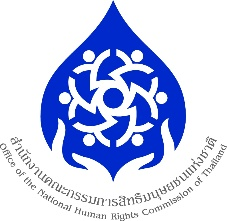 สำนักงานคณะกรรมการสิทธิมนุษยชนแห่งชาติ
Office of the National Human Rights Commission of Thailand